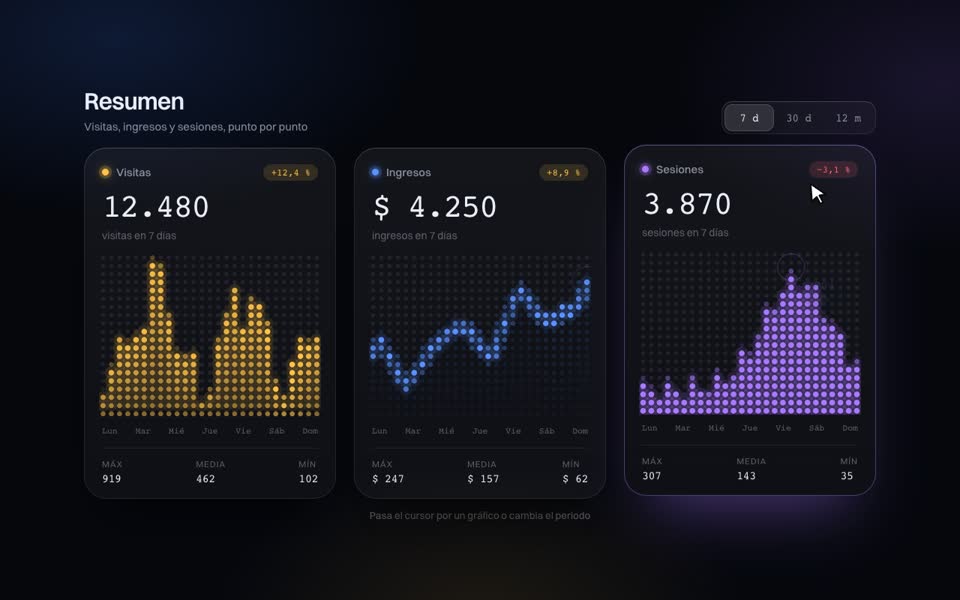 Resumen
Visitas, ingresos y sesiones, punto por punto
7 d 30 d 12 m
Visitas +12,4 %
12.480
visitas en 7 días
Lun Mar Mié Jue Vie Sáb Dom
MÁX MEDIA MÍN
919 462 102
Ingresos +8,9 %
$ 4.250
ingresos en 7 días
Lun Mar Mié Jue Vie Sáb Dom
MÁX MEDIA MÍN
$ 247 $ 157 $ 62
Sesiones −3,1 %
3.870
sesiones en 7 días
Lun Mar Mié Jue Vie Sáb Dom
MÁX MEDIA MÍN
307 143 35
Pasa el cursor por un gráfico o cambia el periodo